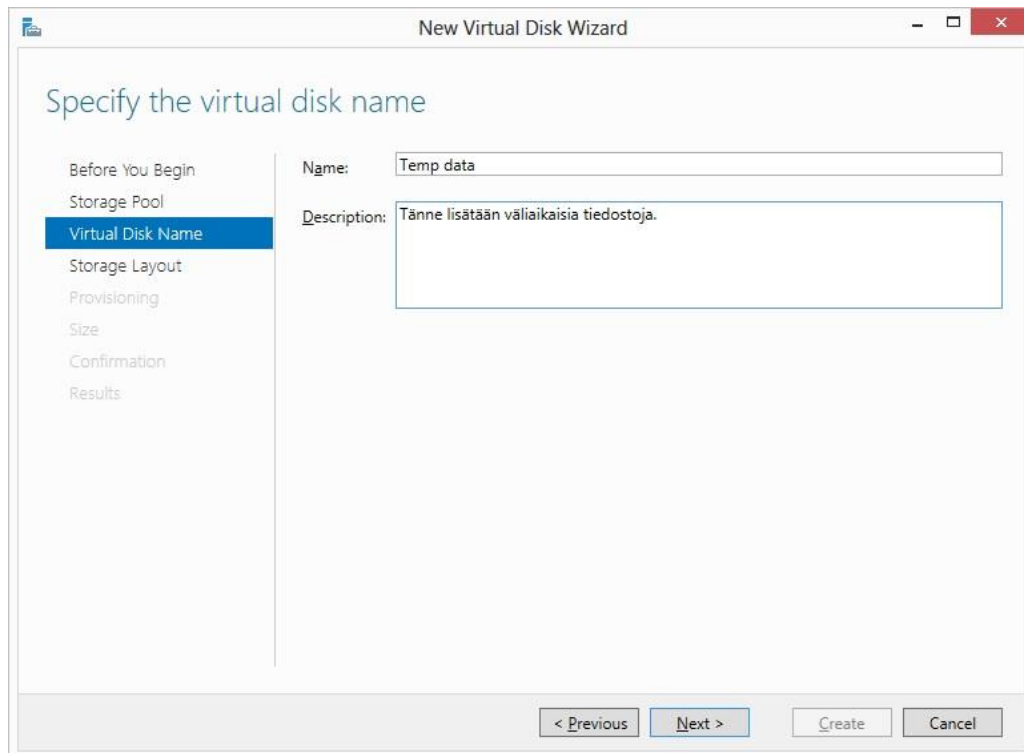 New Virtual Disk Wizard
Specify the virtual disk name
Before You Begin
Storage Pool
Virtual Disk Name
Storage Layout
Provisioning
Size
Confirmation
Results
Name:
Temp data
Description:
Tänne lisätään väliaikaisia tiedostoja.
< Previous
Next >
Create
Cancel